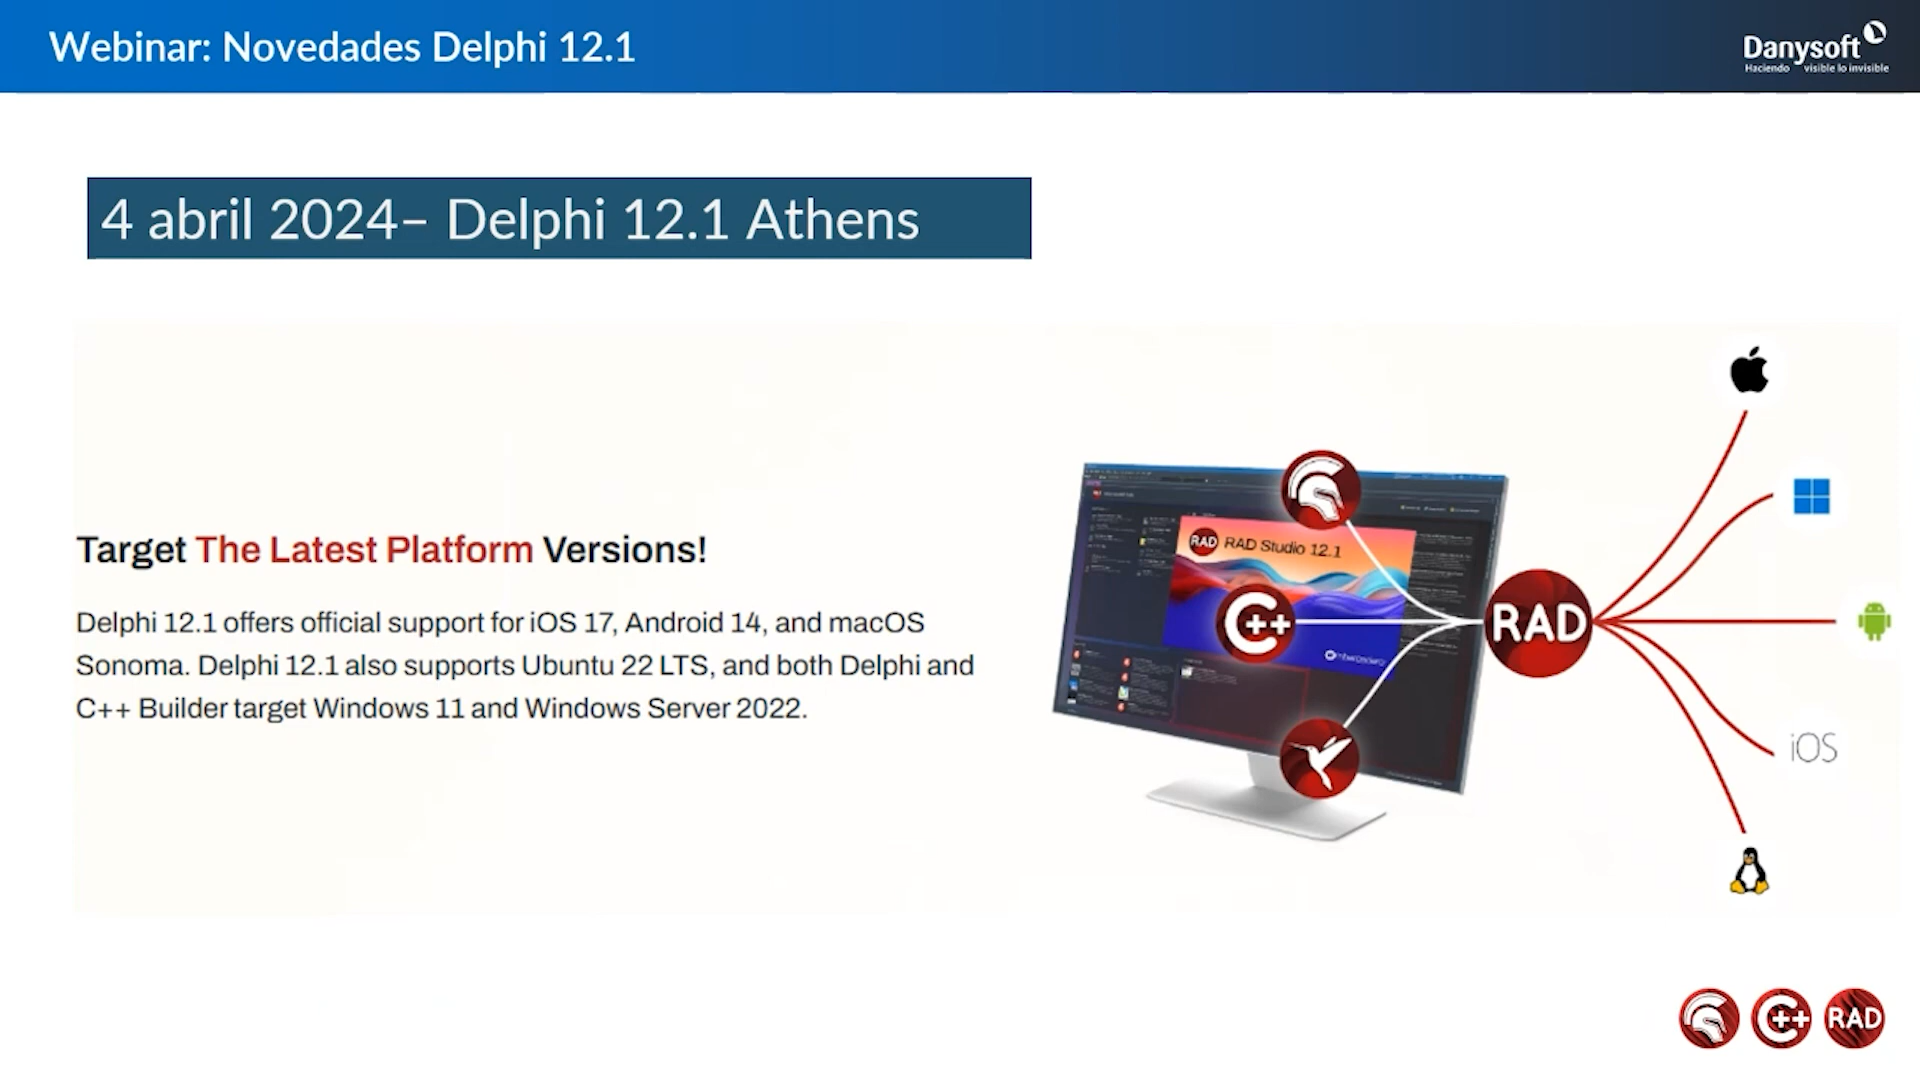 Webinar: Novedades Delphi 12.1
Danysoft
Haciendo visible lo invisible
4 abril 2024– Delphi 12.1 Athens
Target The Latest Platform Versions!
Delphi 12.1 offers official support for iOS 17, Android 14, and macOS
Sonoma. Delphi 12.1 also supports Ubuntu 22 LTS, and both Delphi and
C++ Builder target Windows 11 and Windows Server 2022.
RAD RAD Studio 12.1
C++
embarcadero
RAD
iOS
C++
RAD